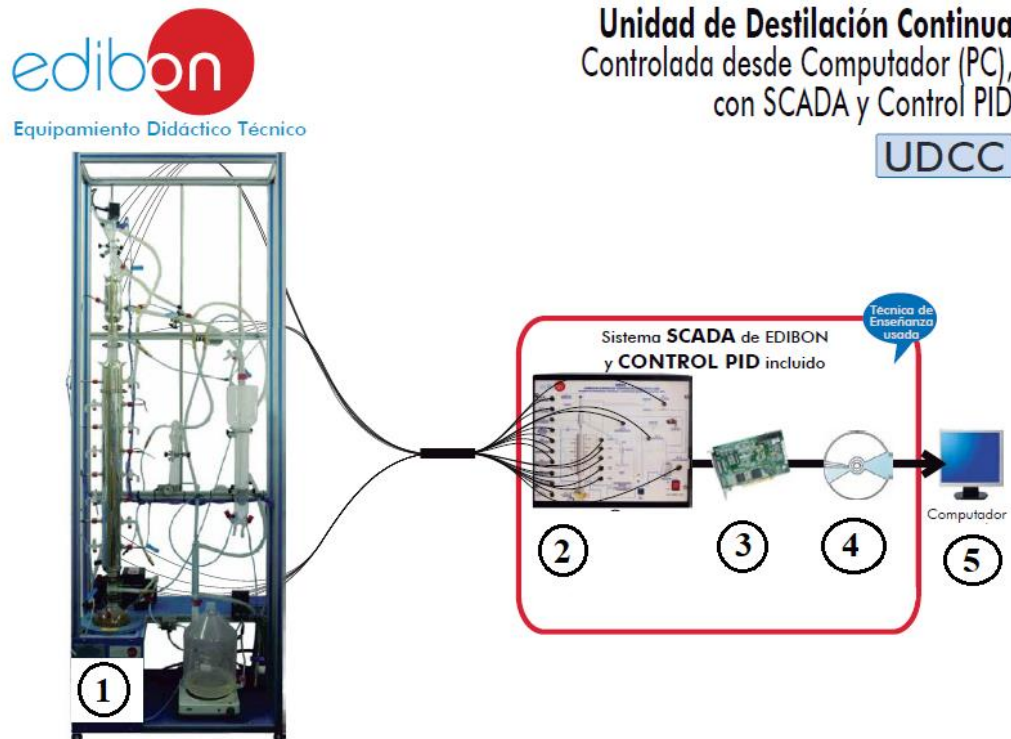 edibon
Equipamiento Didáctico Técnico
Unidad de Destilación Continua
Controlada desde Computador (PC),
con SCADA y Control PID
UDCC
Técnica de
Enseñanza
usada
Sistema SCADA de EDIBON
y CONTROL PID incluido
Computador
1
2
3
4
5